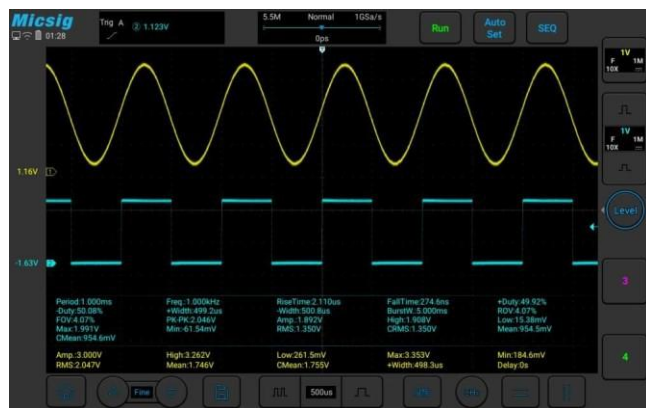 Micsig
01:28
Trig A
2 1.123V
5.5M Normal 1GSa/s
0ps
Run
Auto
Set
SEQ
1V
F 1M
10X
1V
F 1M
10X
1.16V
1
Level
-1.63V
2
3
Period:1.000ms Freq.:1.000kHz RiseTime:2.110us FallTime:274.6ns +Duty:49.92%
-Duty:50.08% +Width:499.2us -Width:500.8us BurstW.:5.000ms ROV:4.07%
FOV:4.07% PK-PK:2.046V Amp.:1.892V High:1.908V Low:15.38mV
Max:1.991V Min:-61.54mV RMS:1.350V CRMS:1.350V Mean:954.5mV
CMean:954.6mV
Amp.:3.000V High:3.262V Low:261.5mV Max:3.353V Min:184.6mV
RMS:2.047V Mean:1.746V CMean:1.755V +Width:498.3us Delay:0s
4
Fine
500us